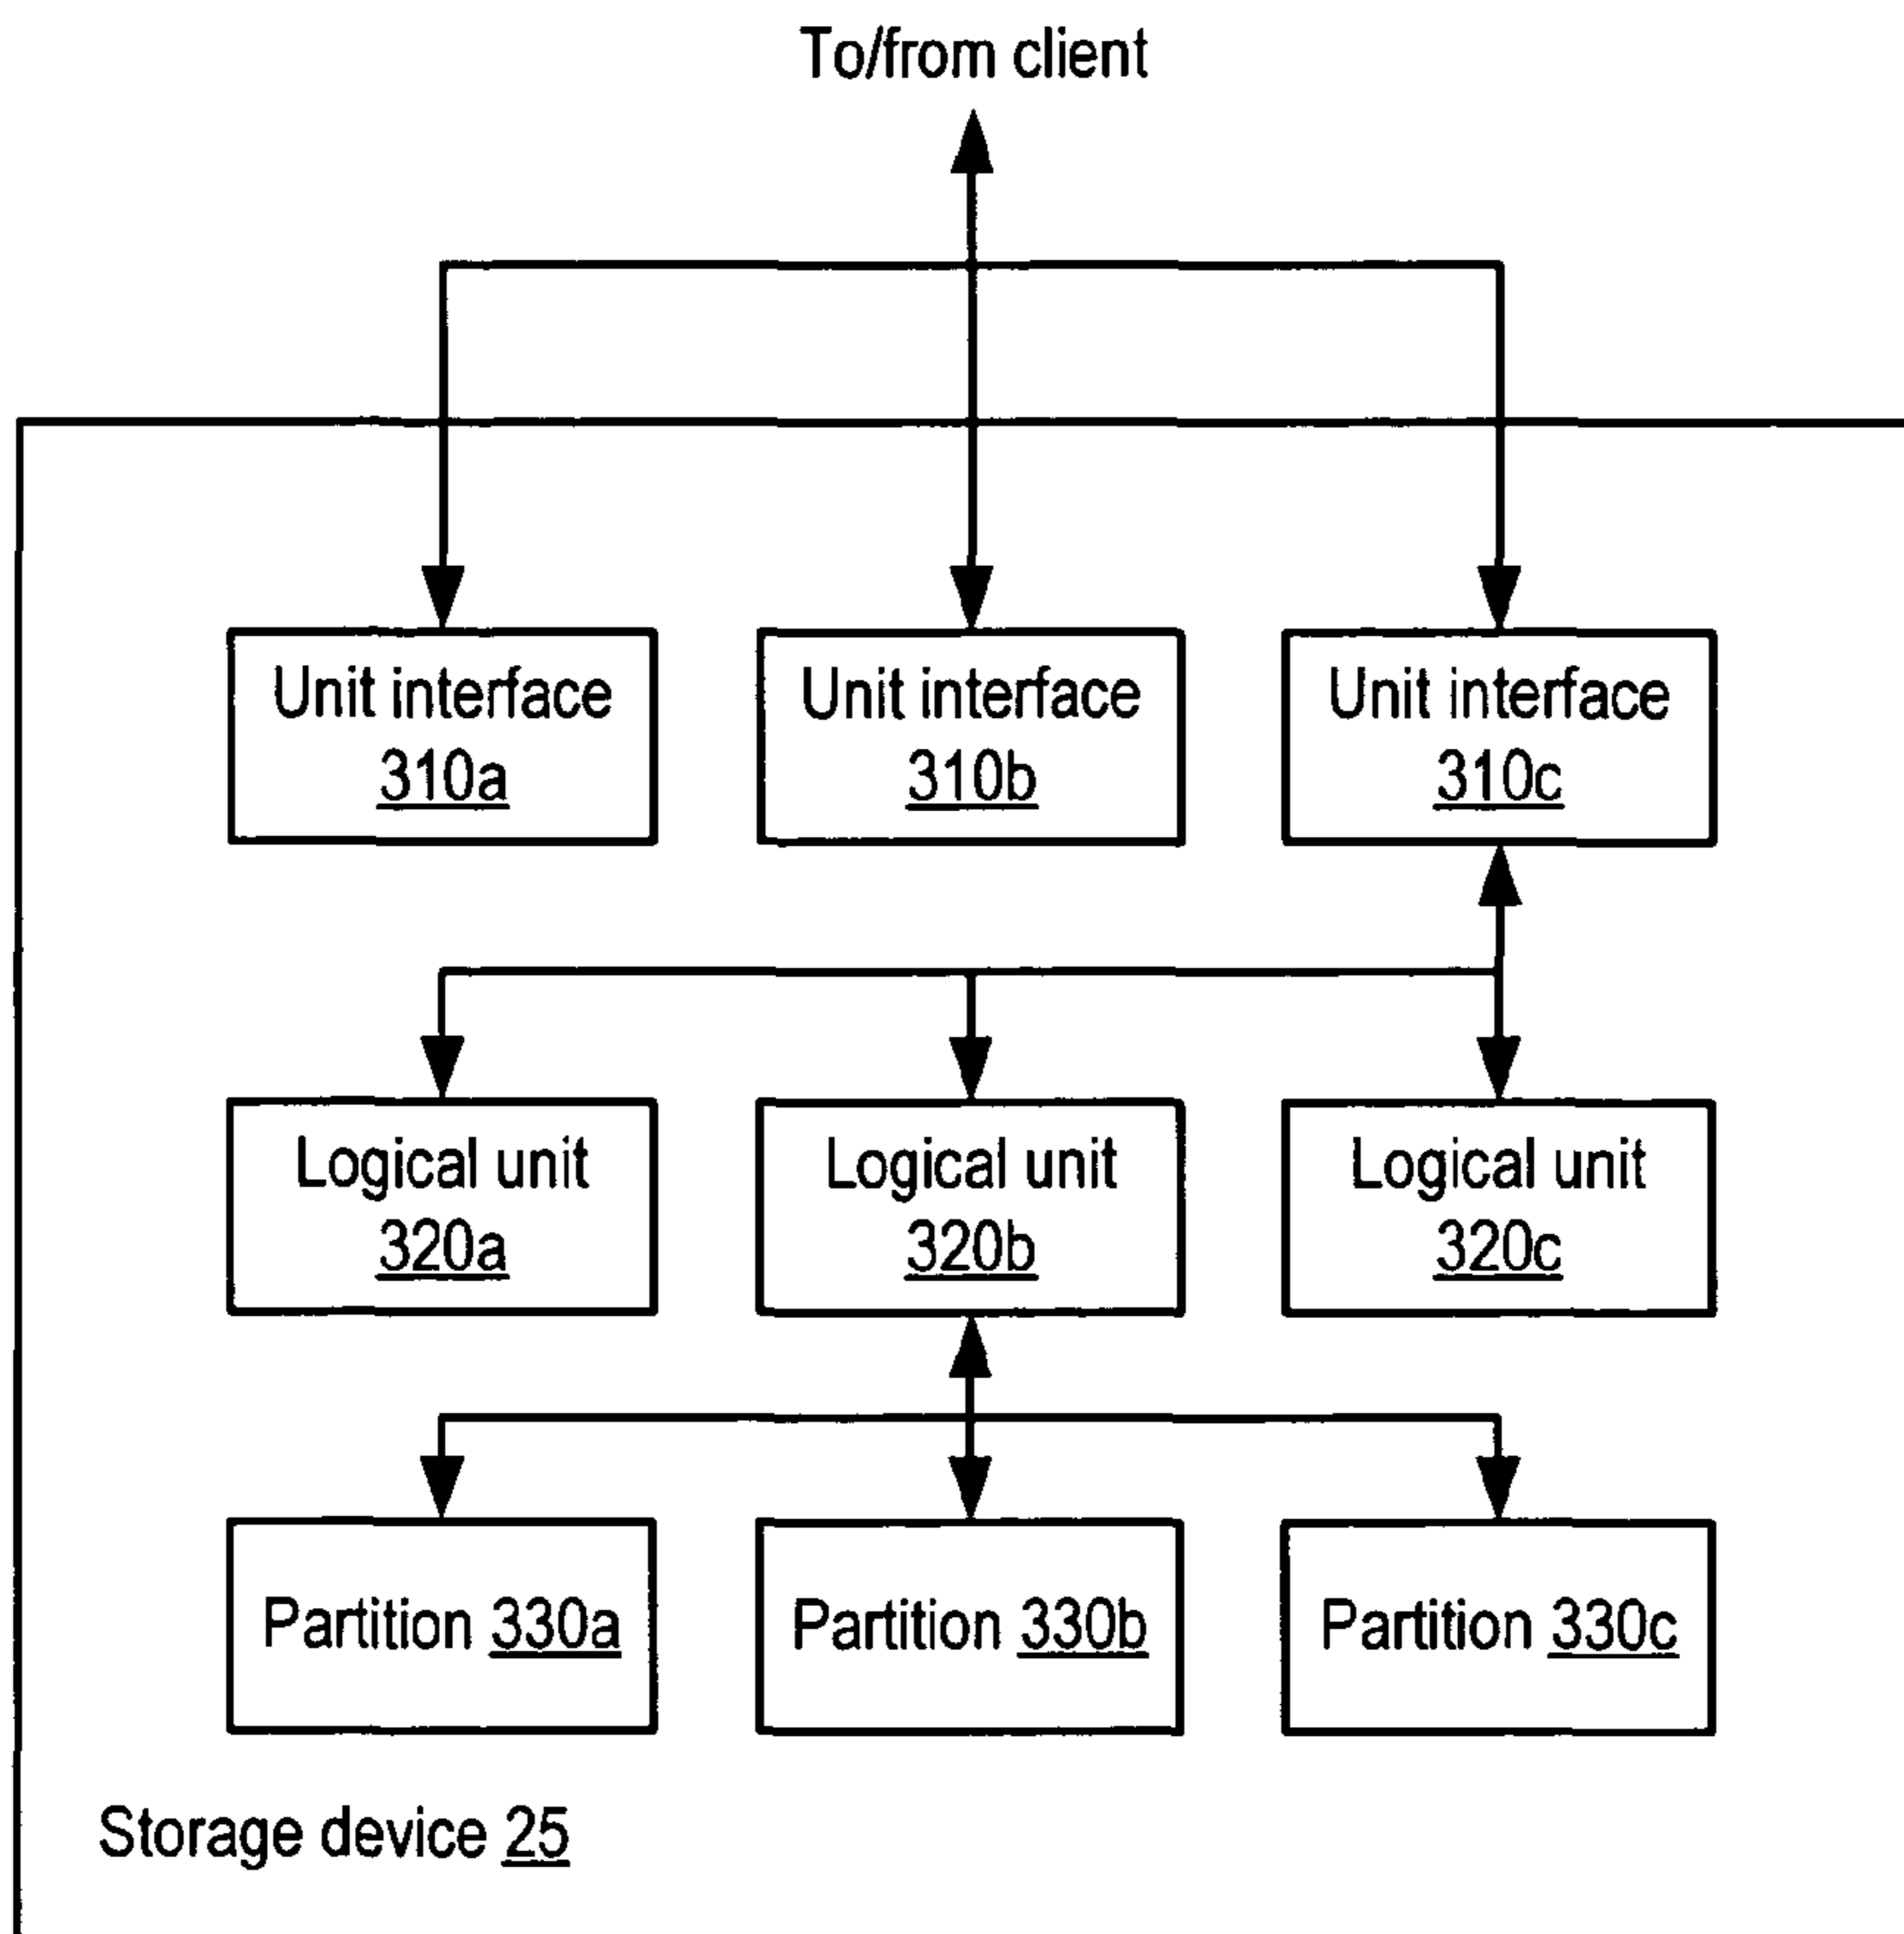 To/from client
Unit interface
310a
Unit interface
310b
Unit interface
310c
Logical unit
320a
Logical unit
320b
Logical unit
320c
Partition 330a
Partition 330b
Partition 330c
Storage device 25